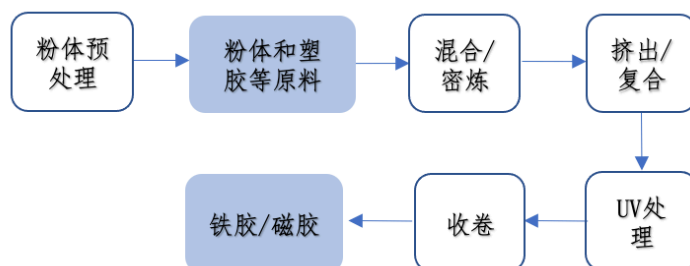 粉体预
处理
粉体和塑
胶等原料
混合/
密炼
挤出/
复合
UV处
理
收卷
铁胶/磁胶